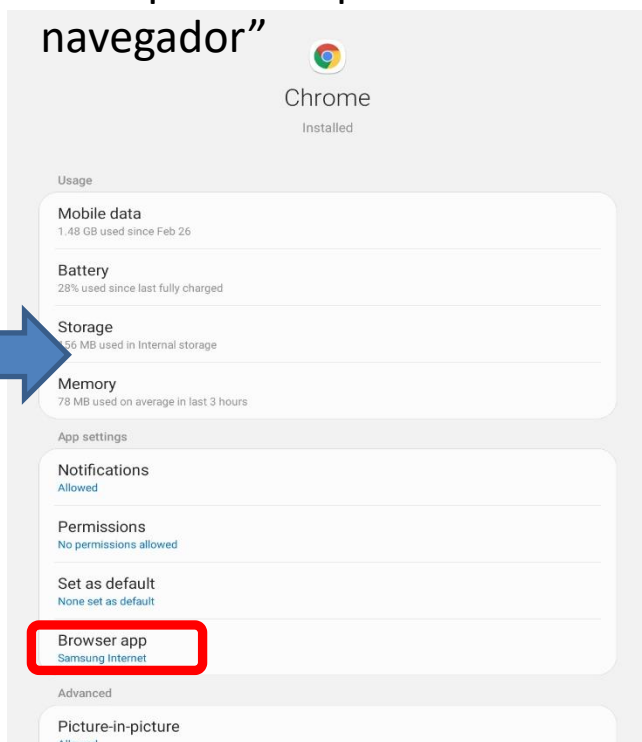 navegador”
Chrome
Installed
Usage
Mobile data
1.48 GB used since Feb 26
Battery
28% used since last fully charged
Storage
56 MB used in Internal storage
Memory
78 MB used on average in last 3 hours
App settings
Notifications
Allowed
Permissions
No permissions allowed
Set as default
None set as default
Browser app
Samsung Internet
Advanced
Picture-in-picture